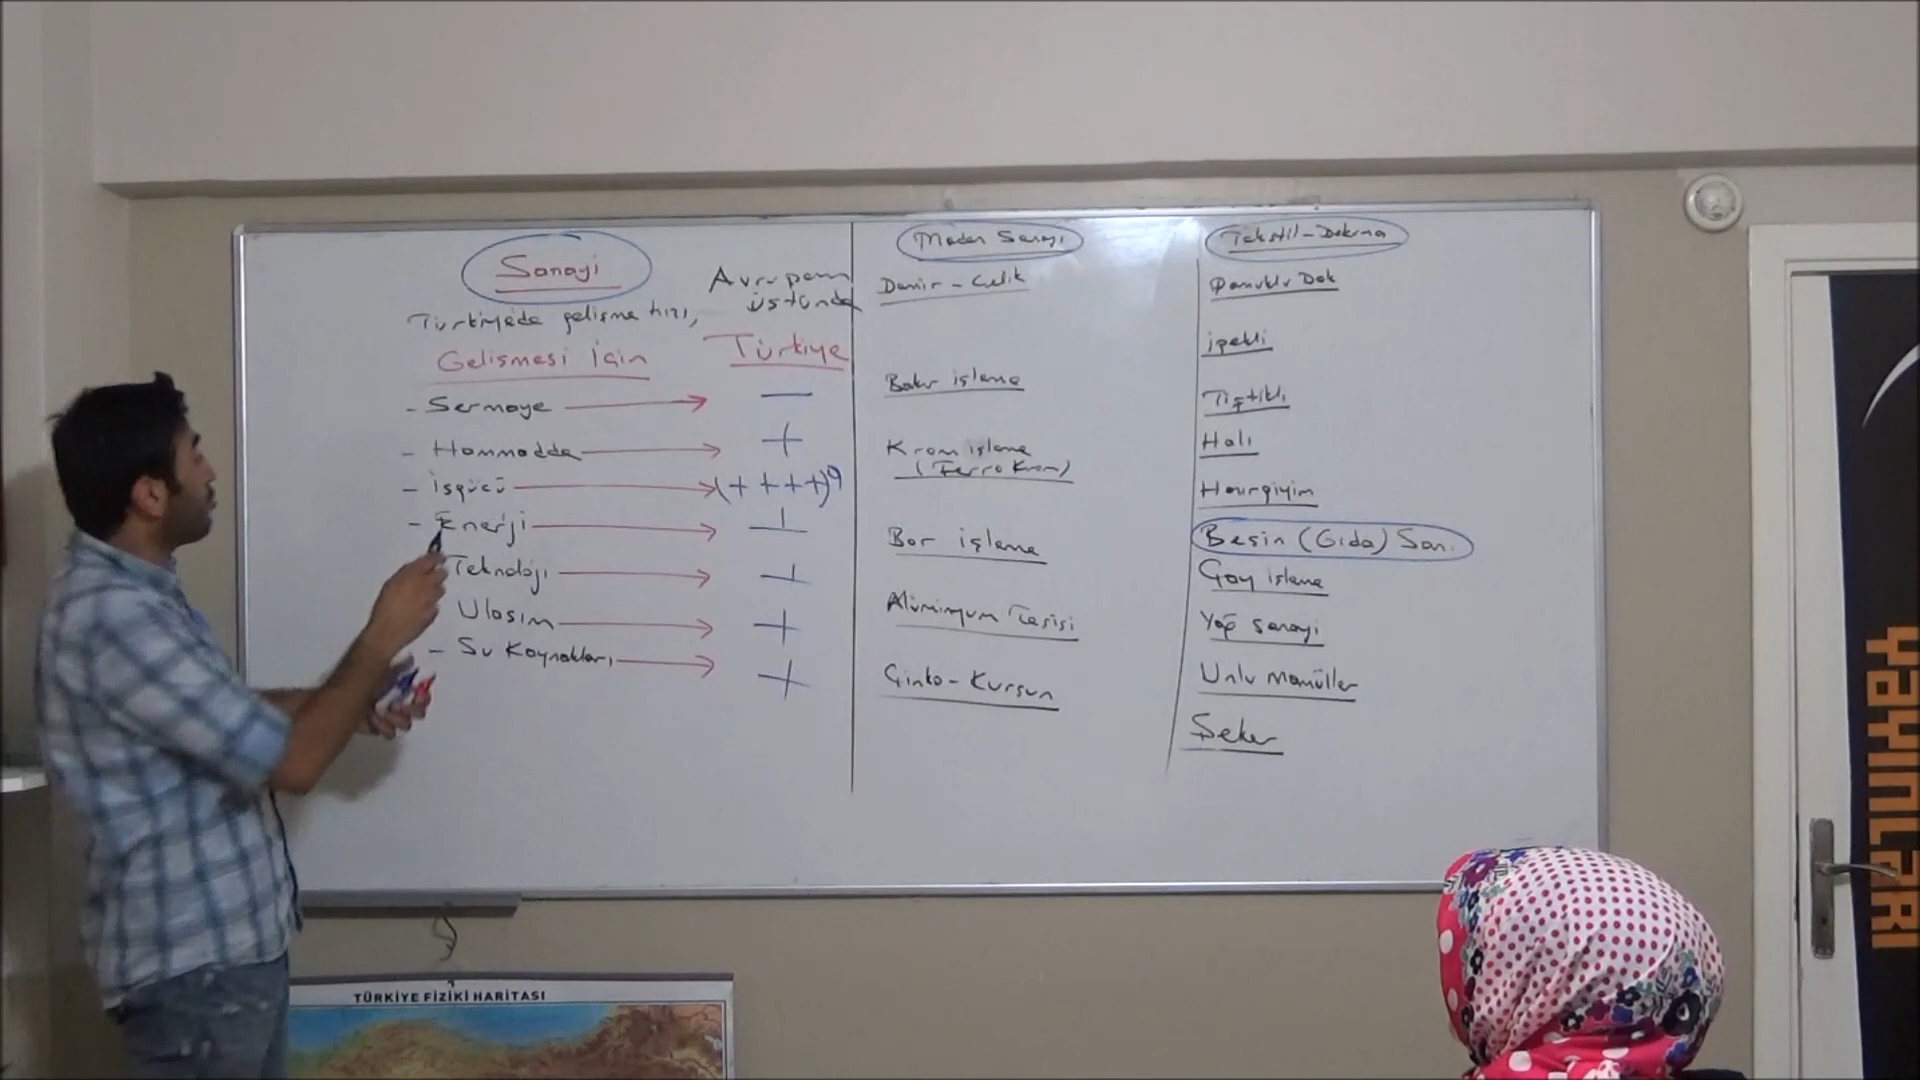 Sanayi
Avrupanın
üstünde
Türkiyede gelişme hızı,
Gelişmesi için
Türkiye
- Sermaye → —
- Hammadde → +
- İşgücü → (++++)9
- Enerji → ⊥
Teknoloji → ⊥
Ulaşım → +
- Su Kaynakları → +
Maden Sanayi
Demir - Çelik
Bakır işleme
Krom işleme
(Ferro Krom)
Bor işleme
Alüminyum Tesisi
Çinko - Kurşun
Tekstil - Dokuma
Pamuklu Dok
ipekli
Tiftikli
Halı
Hazırgiyim
Besin (Gıda) San.
Çay işleme
Yağ sanayi
Unlu Mamüller
Şeker
TÜRKİYE FİZİKİ HARİTASI
YAYINLARI